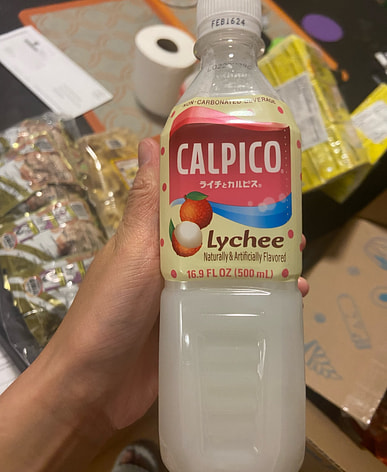 FEB1624
NON-CARBONATED BEVERAGE
CALPICO®
ライチとカルピス®
Lychee
Naturally & Artificially Flavored
16.9 FL OZ (500 mL)